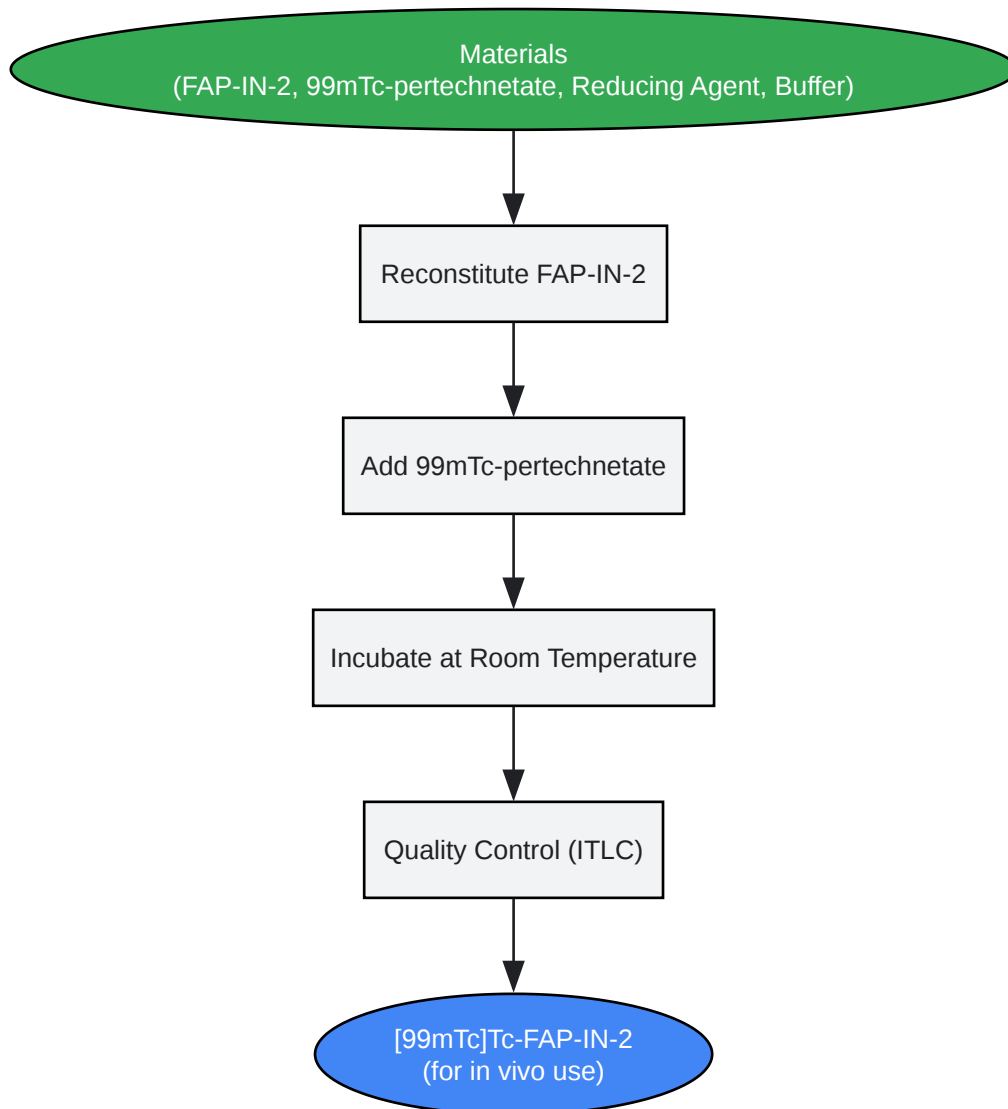 Materials
(FAP-IN-2, 99mTc-pertechnetate, Reducing Agent, Buffer)
Reconstitute FAP-IN-2
Add 99mTc-pertechnetate
Incubate at Room Temperature
Quality Control (ITLC)
[99mTc]Tc-FAP-IN-2
(for in vivo use)